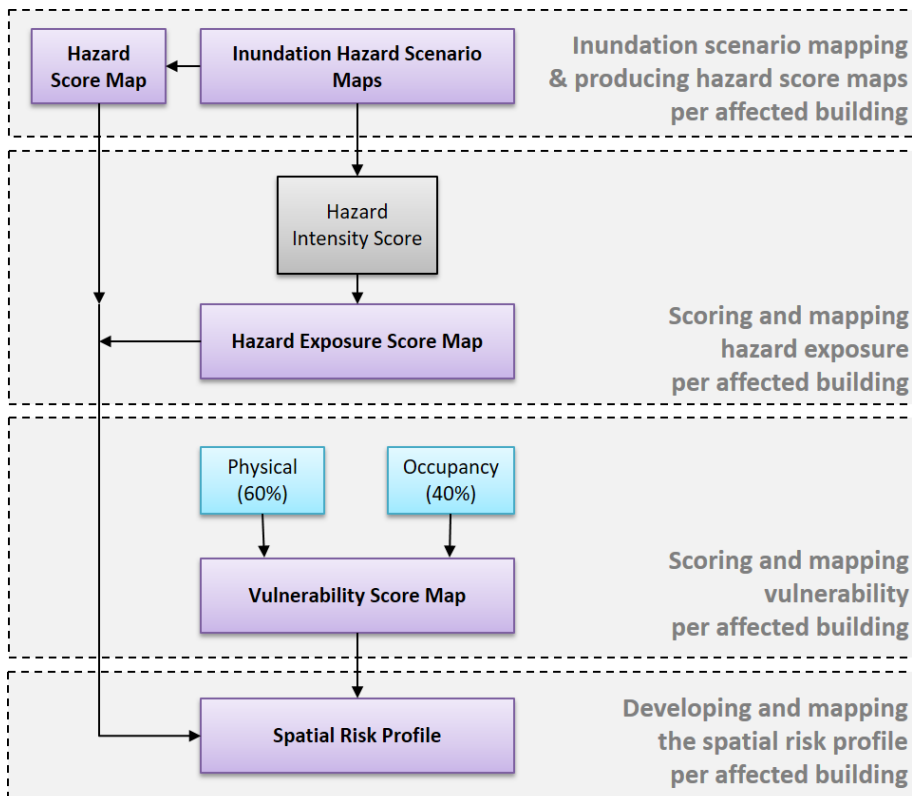 Hazard
Score Map
Inundation Hazard Scenario
Maps
Inundation scenario mapping
& producing hazard score maps
per affected building
Hazard
Intensity Score
Hazard Exposure Score Map
Scoring and mapping
hazard exposure
per affected building
Physical
(60%)
Occupancy
(40%)
Vulnerability Score Map
Scoring and mapping
vulnerability
per affected building
Spatial Risk Profile
Developing and mapping
the spatial risk profile
per affected building